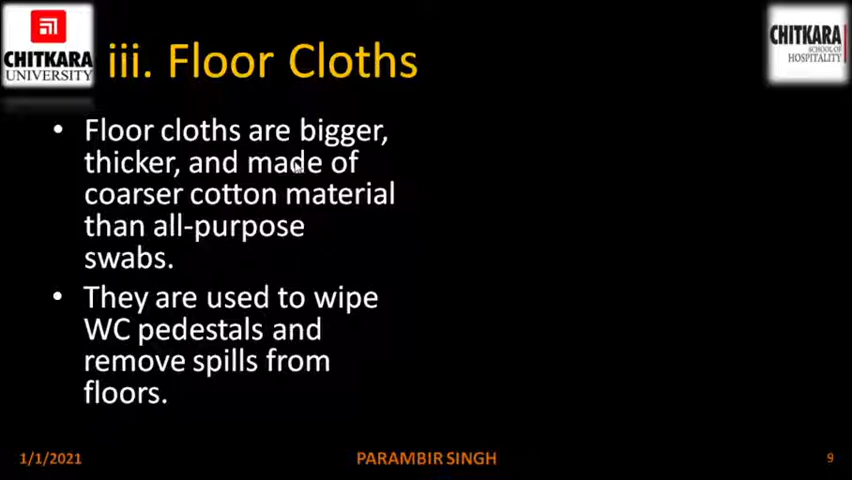 CHITKARA
UNIVERSITY
iii. Floor Cloths
CHITKARA
SCHOOL OF
HOSPITALITY
• Floor cloths are bigger,
thicker, and made of
coarser cotton material
than all-purpose
swabs.
• They are used to wipe
WC pedestals and
remove spills from
floors.
1/1/2021
PARAMBIR SINGH
9